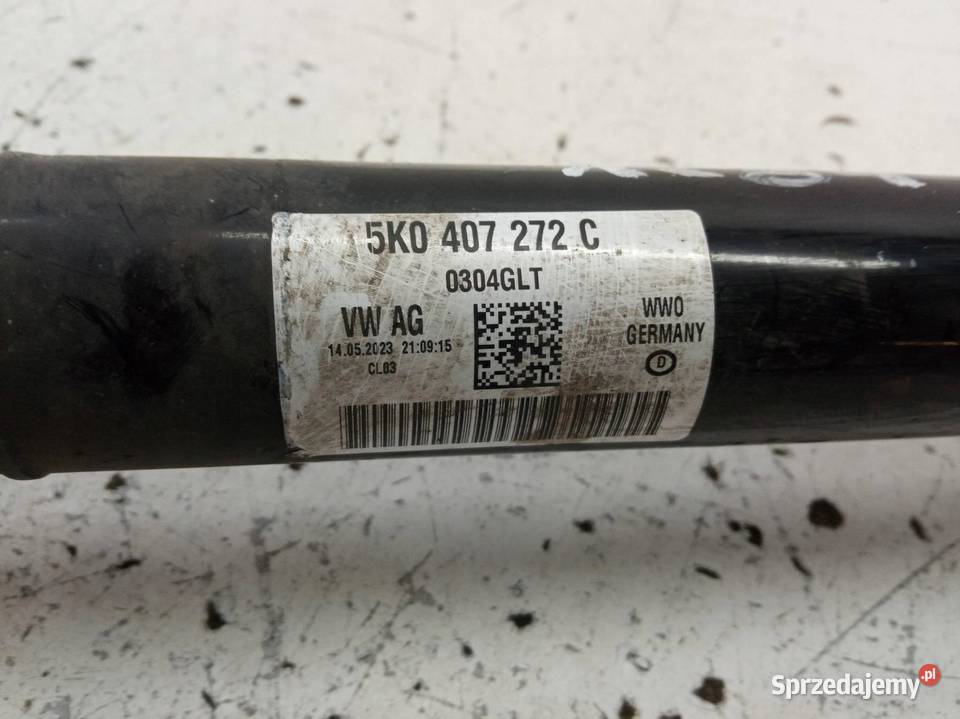 5K0 407 272 C
0304GLT
VW AG
14.05.2023 21:09:15
CL03
WWO
GERMANY
D
Sprzedajemy.pl